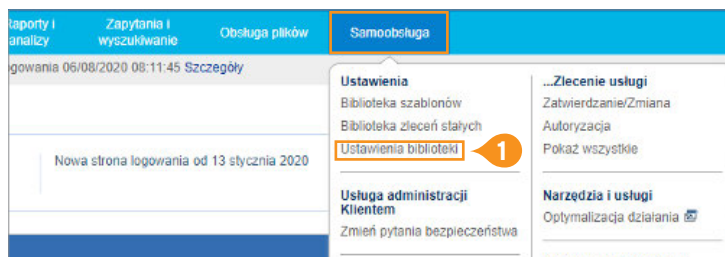 Raporty i analizy
Zapytania i wyszukiwanie
Obsługa plików
Samoobsługa
ogowania 06/08/2020 08:11:45 Szczegóły
Nowa strona logowania od 13 stycznia 2020
Ustawienia
Biblioteka szablonów
Biblioteka zleceń stałych
Ustawienia biblioteki
1
Usługa administracji
Klientem
Zmień pytania bezpieczeństwa
...Zlecenie usługi
Zatwierdzanie/Zmiana
Autoryzacja
Pokaż wszystkie
Narzędzia i usługi
Optymalizacja działania